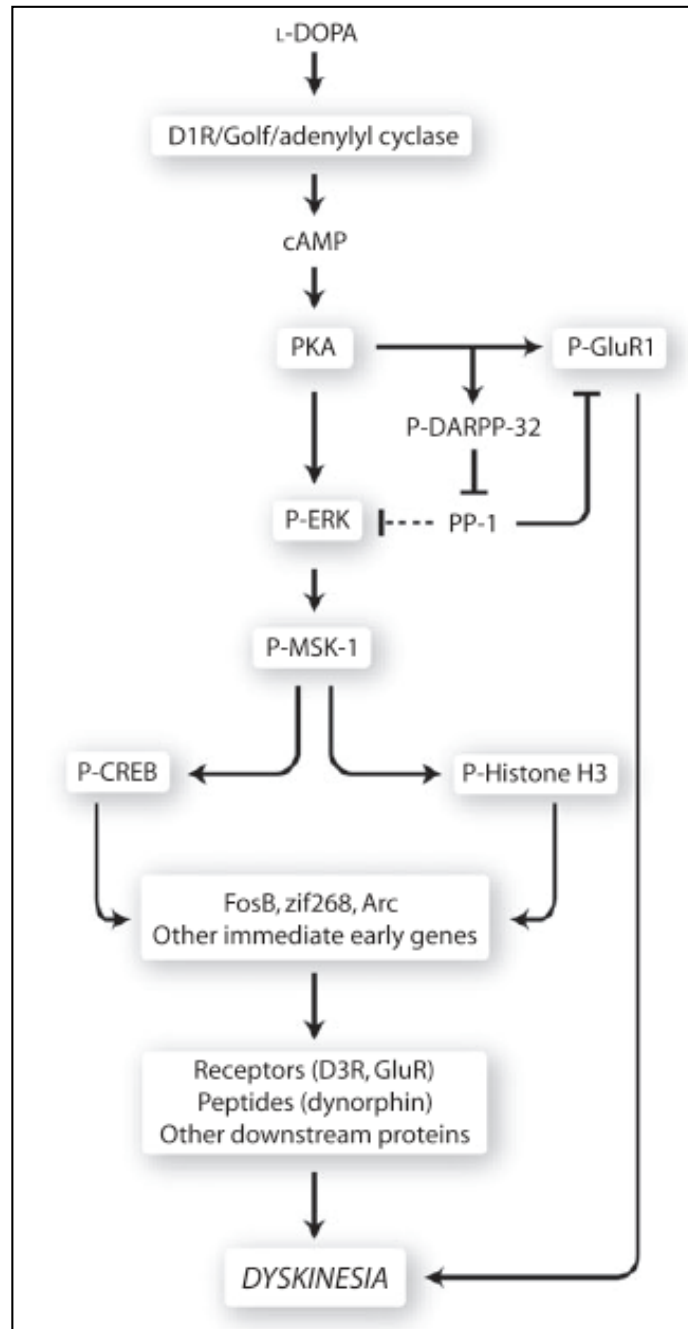 L-DOPA
D1R/Golf/adenylyl cyclase
cAMP
PKA
P-GluR1
P-DARPP-32
P-ERK
PP-1
P-MSK-1
P-CREB
P-Histone H3
FosB, zif268, Arc
Other immediate early genes
Receptors (D3R, GluR)
Peptides (dynorphin)
Other downstream proteins
DYSKINESIA